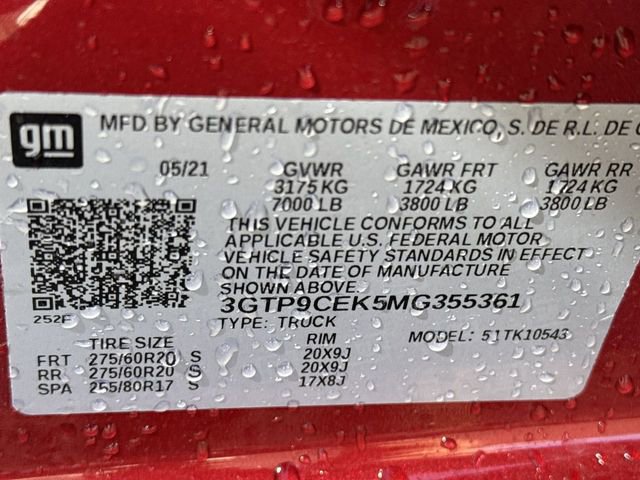 gm
MFD BY GENERAL MOTORS DE MEXICO, S. DE R.L. DE
05/21 GVWR GAWR FRT GAWR RR
3175 KG 1724 KG 1724 KG
7000 LB 3800 LB 3800 LB
THIS VEHICLE CONFORMS TO ALL
APPLICABLE U.S. FEDERAL MOTOR
VEHICLE SAFETY STANDARDS IN EFFECT
ON THE DATE OF MANUFACTURE
SHOWN ABOVE.
252F 3GTP9CEK5MG355361
TYPE: TRUCK MODEL: 51TK10543
TIRE SIZE RIM
FRT 275/60R20 S 20X9J
RR 275/60R20 S 20X9J
SPA 255/80R17 S 17X8J